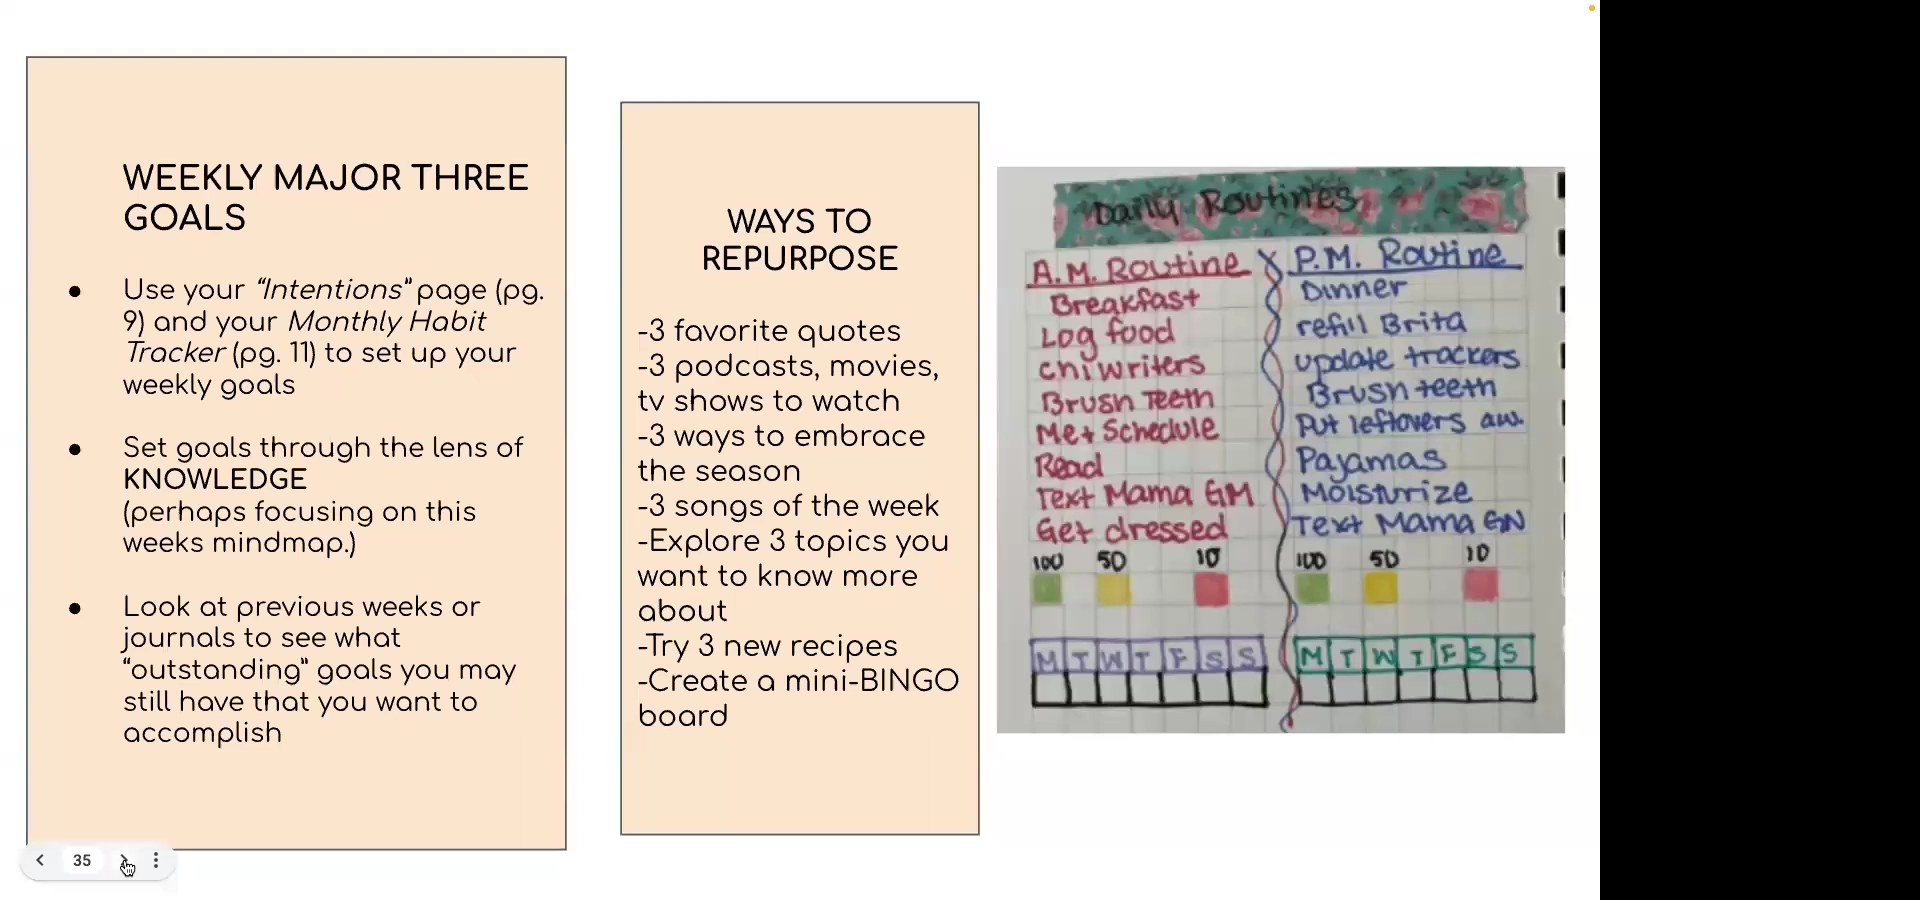 WEEKLY MAJOR THREE
GOALS
● Use your “Intentions” page (pg.
9) and your Monthly Habit
Tracker (pg. 11) to set up your
weekly goals
● Set goals through the lens of
KNOWLEDGE
(perhaps focusing on this
weeks mindmap.)
● Look at previous weeks or
journals to see what
“outstanding” goals you may
still have that you want to
accomplish
WAYS TO
REPURPOSE
-3 favorite quotes
-3 podcasts, movies,
tv shows to watch
-3 ways to embrace
the season
-3 songs of the week
-Explore 3 topics you
want to know more
about
-Try 3 new recipes
-Create a mini-BINGO
board
Daily Routines
A.M. Routine
Breakfast
Log food
chiwriters
Brush Teeth
Met Schedule
Read
Text Mama GM
Get dressed
100 50 10
M T W T F S S
P.M. Routine
Dinner
refill Brita
update trackers
Brush teeth
Put leftovers aw.
Pajamas
Moisturize
Text Mama GN
100 50 10
M T W T F S S
35